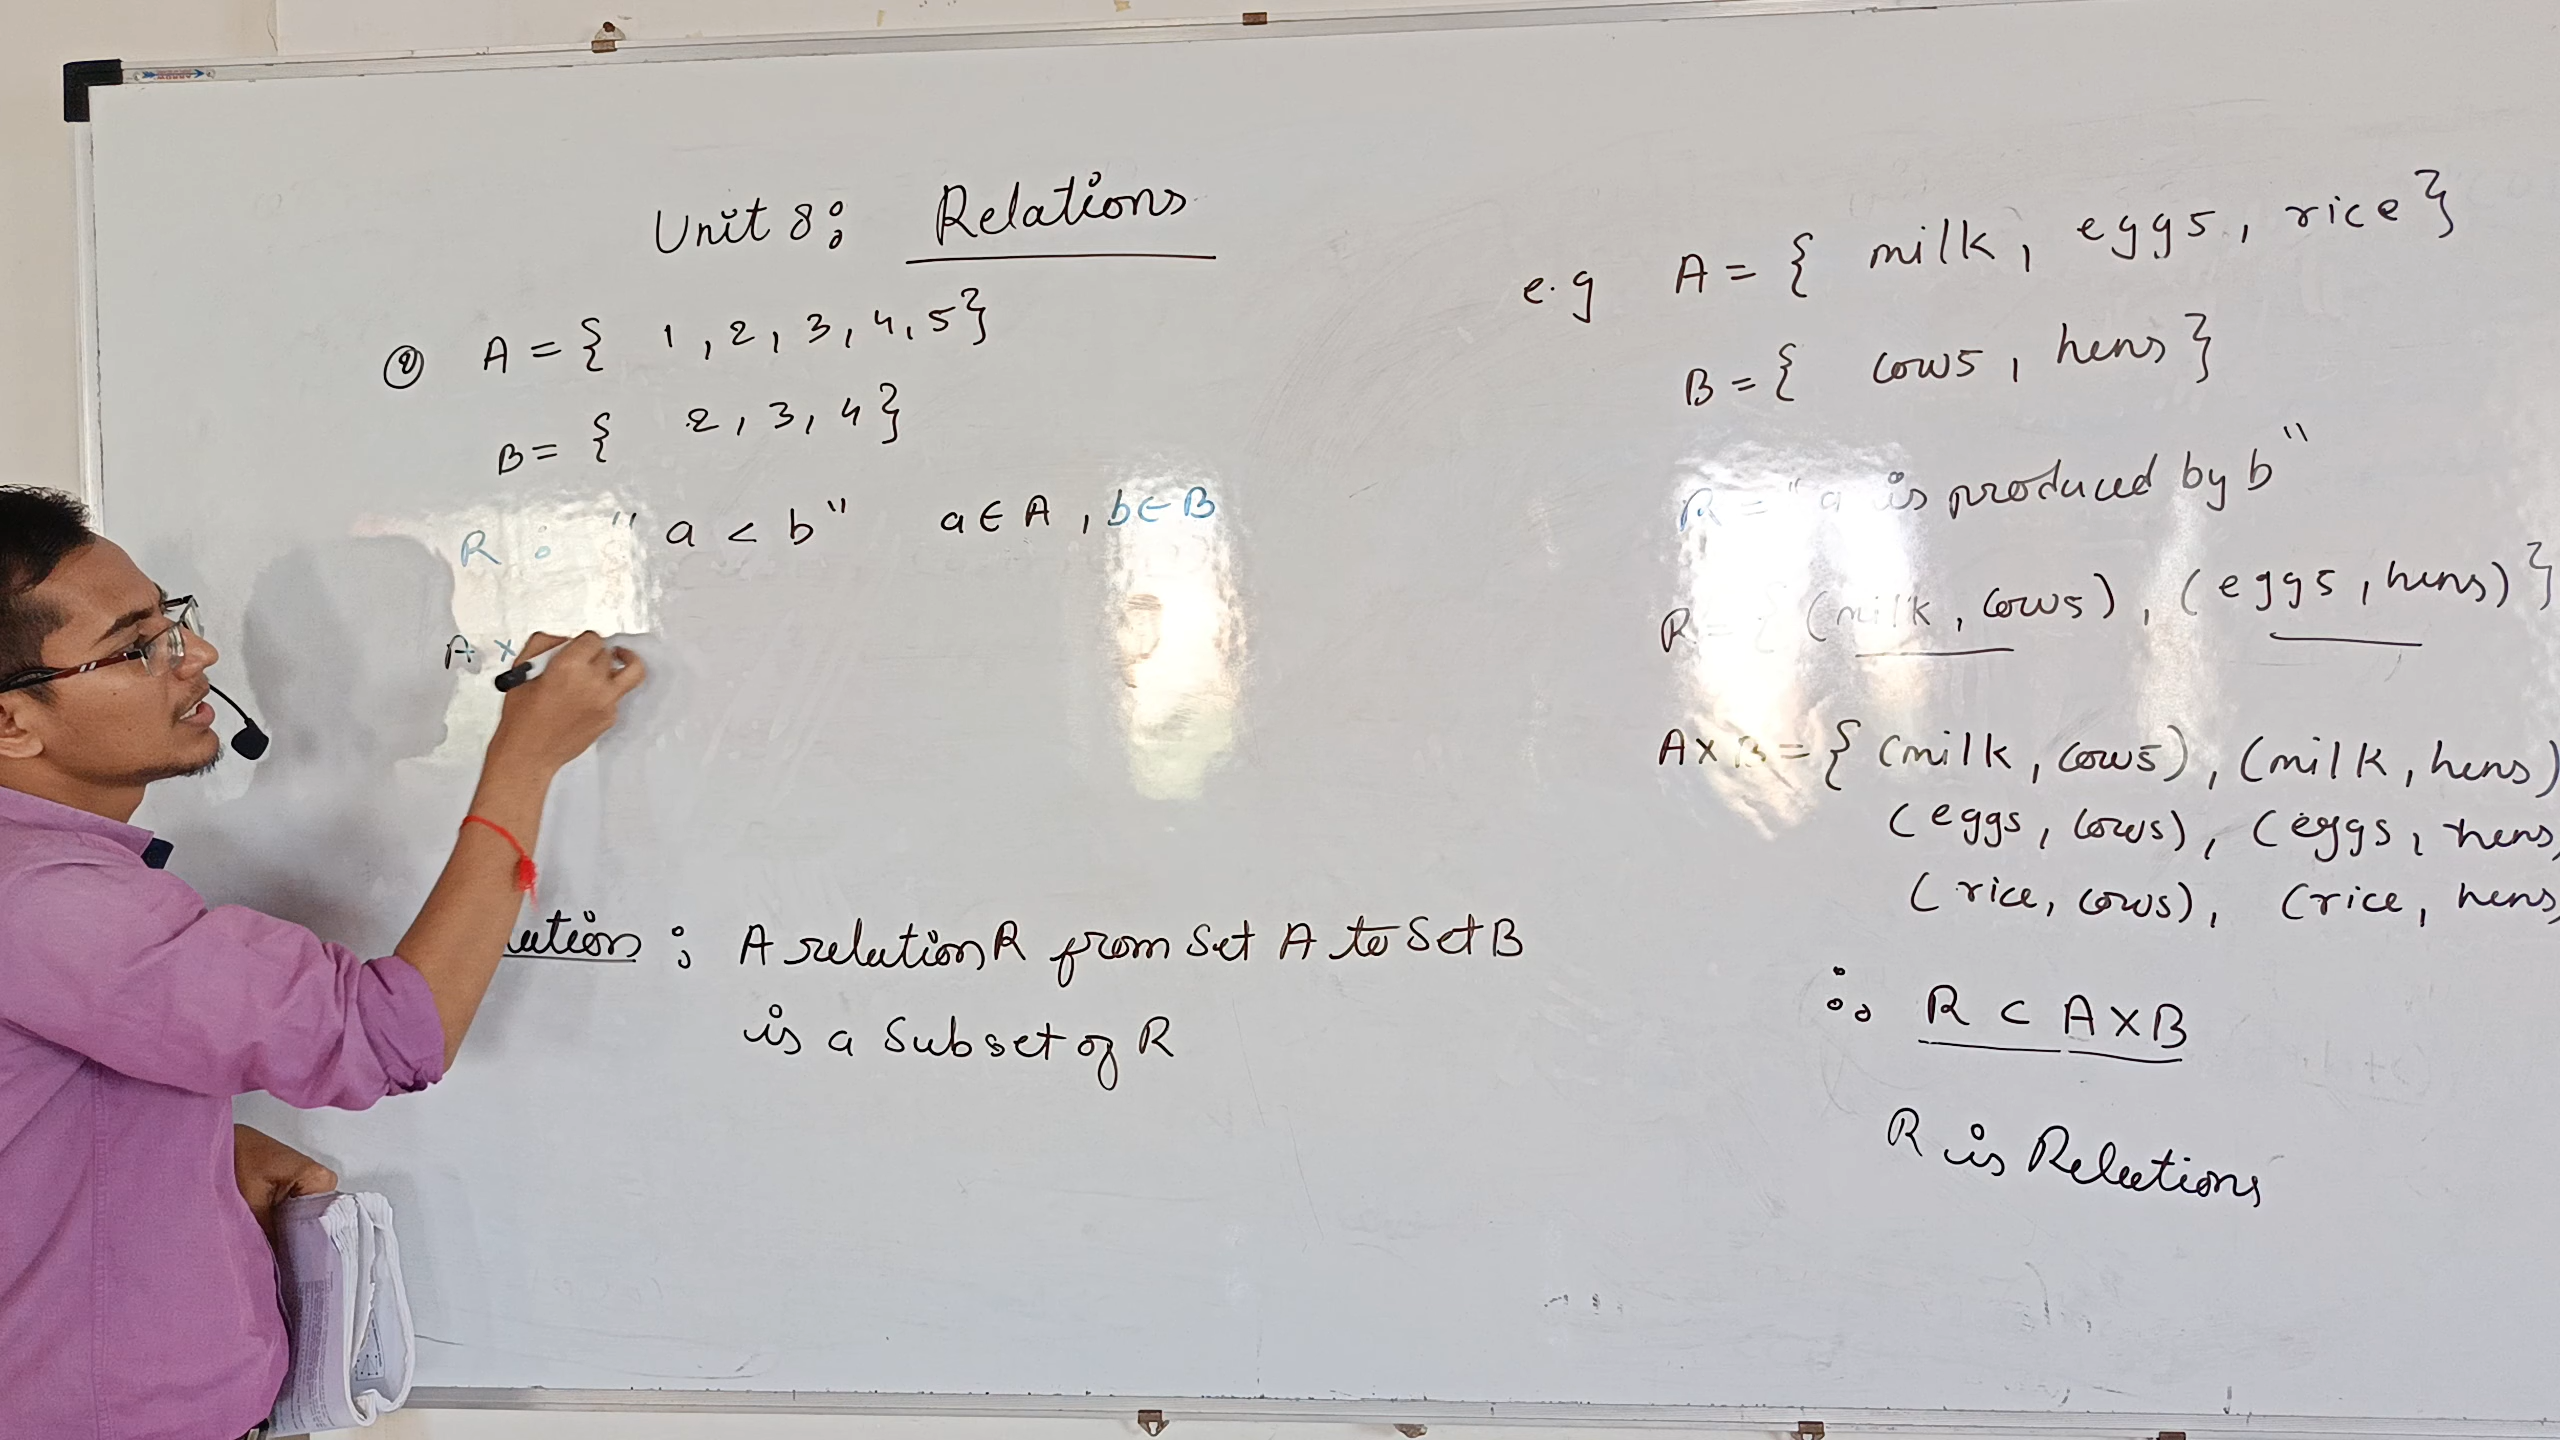 Unit 8: Relations
Q A = { 1, 2, 3, 4, 5}
B = { 2, 3, 4}
R : " a < b " a ∈ A, b ∈ B
A ×
: A relation R from Set A to Set B
is a Subset of R
e.g A = { milk, eggs, rice}
B = { cows, hens}
R = "a is produced by b"
R = { (milk, cows), (eggs, hens)}
A X B = { (milk, cows), (milk, hens)
(eggs, cows), (eggs, hens,
(rice, cows), (rice, hens,
∴ R ⊂ A X B
R is Relations